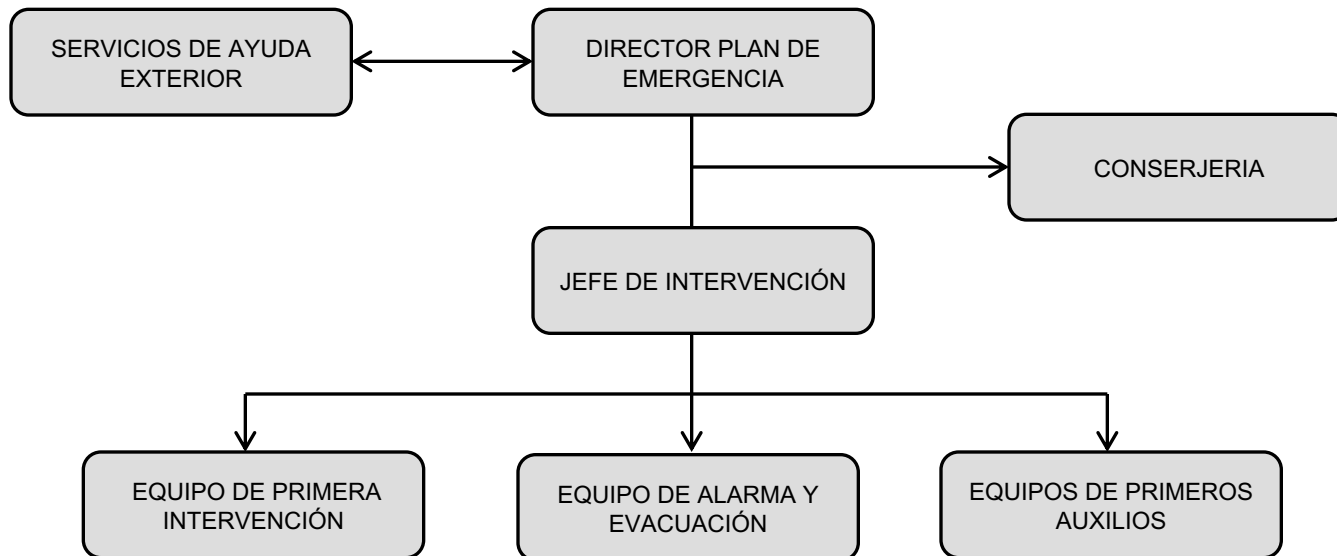 SERVICIOS DE AYUDA
EXTERIOR
DIRECTOR PLAN DE
EMERGENCIA
CONSERJERIA
JEFE DE INTERVENCIÓN
EQUIPO DE PRIMERA
INTERVENCIÓN
EQUIPO DE ALARMA Y
EVACUACIÓN
EQUIPOS DE PRIMEROS
AUXILIOS